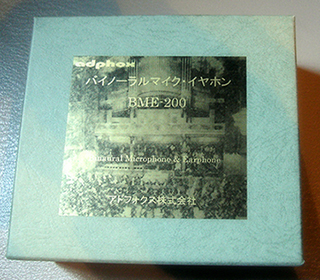 adphox
バイノーラルマイク・イヤホン
BME-200
Binaural Microphone & Earphone
アドフォクス株式会社